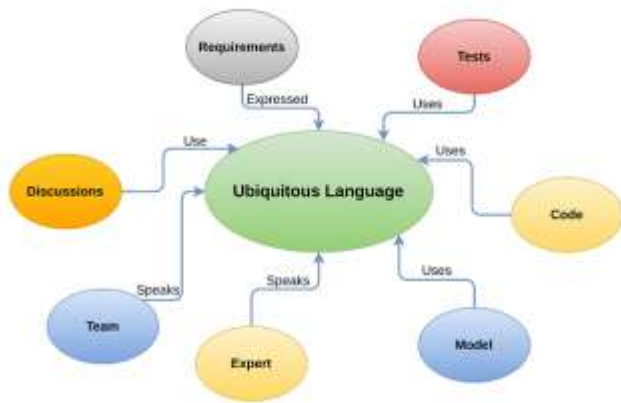 Requirements
Tests
Expressed
Uses
Use
Uses
Discussions
Ubiquitous Language
Code
Speaks
Speaks
Uses
Team
Expert
Model